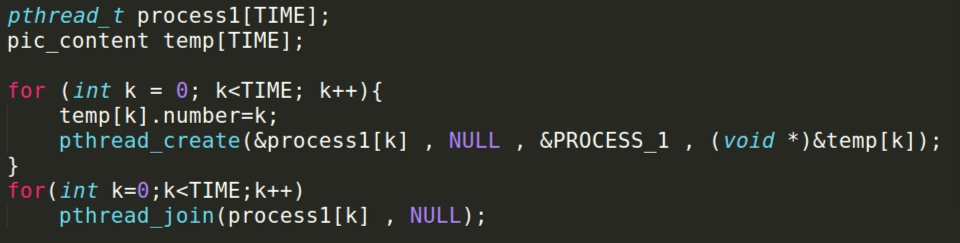 pthread_t process1[TIME];
pic_content temp[TIME];

for (int k = 0; k<TIME; k++){
    temp[k].number=k;
    pthread_create(&process1[k] , NULL , &PROCESS_1 , (void *)&temp[k]);
}
for(int k=0;k<TIME;k++)
    pthread_join(process1[k] , NULL);